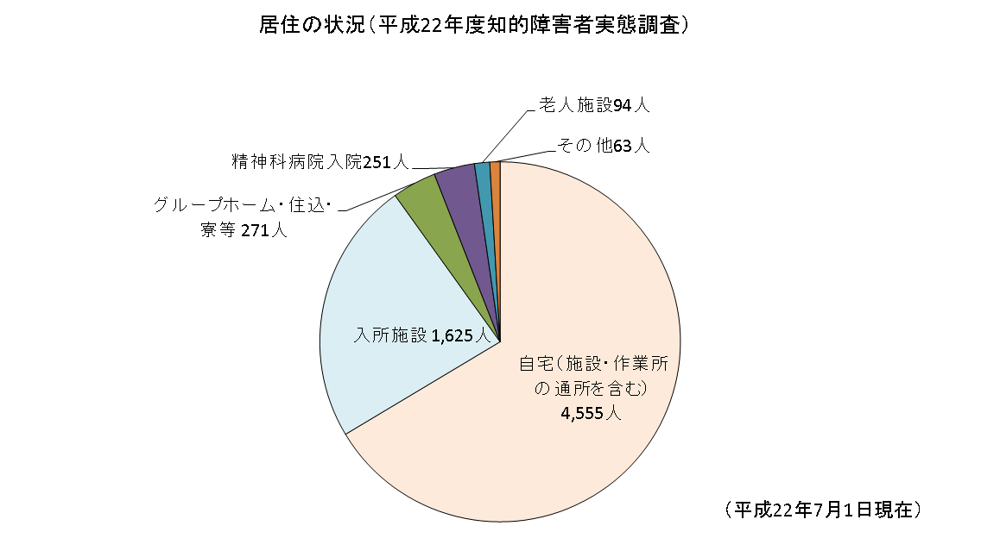 居住の状況（平成22年度知的障害者実態調査）
老人施設94人
その他63人
精神科病院入院251人
グループホーム・住込・
寮等 271人
入所施設 1,625人
自宅（施設・作業所
の通所を含む）
4,555人
（平成22年7月1日現在）